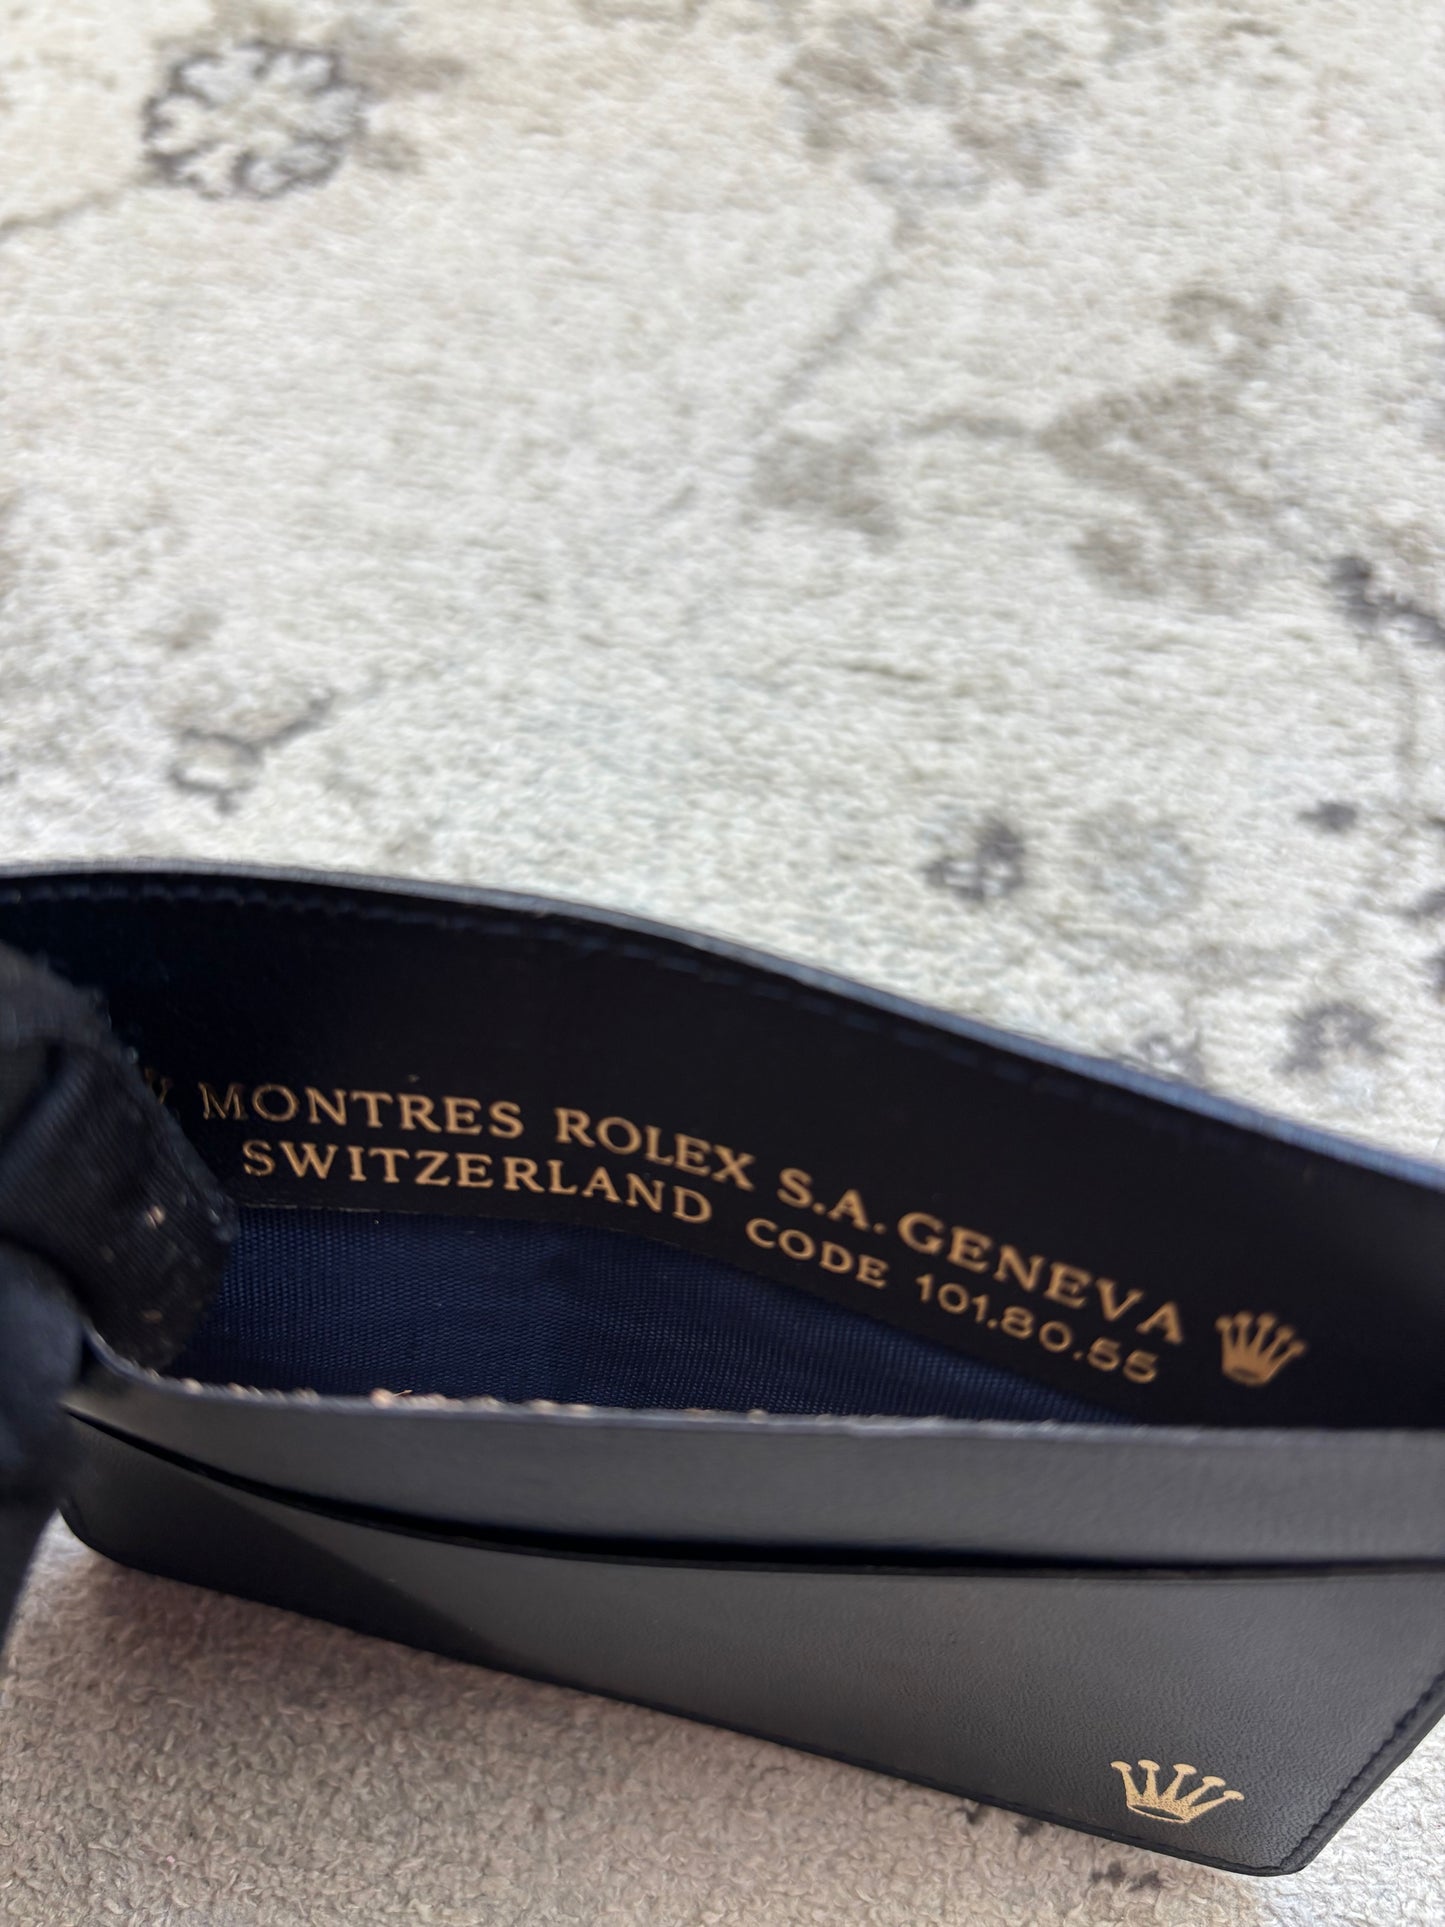 MONTRES ROLEX S.A. GENEVA
SWITZERLAND CODE 101.80.55